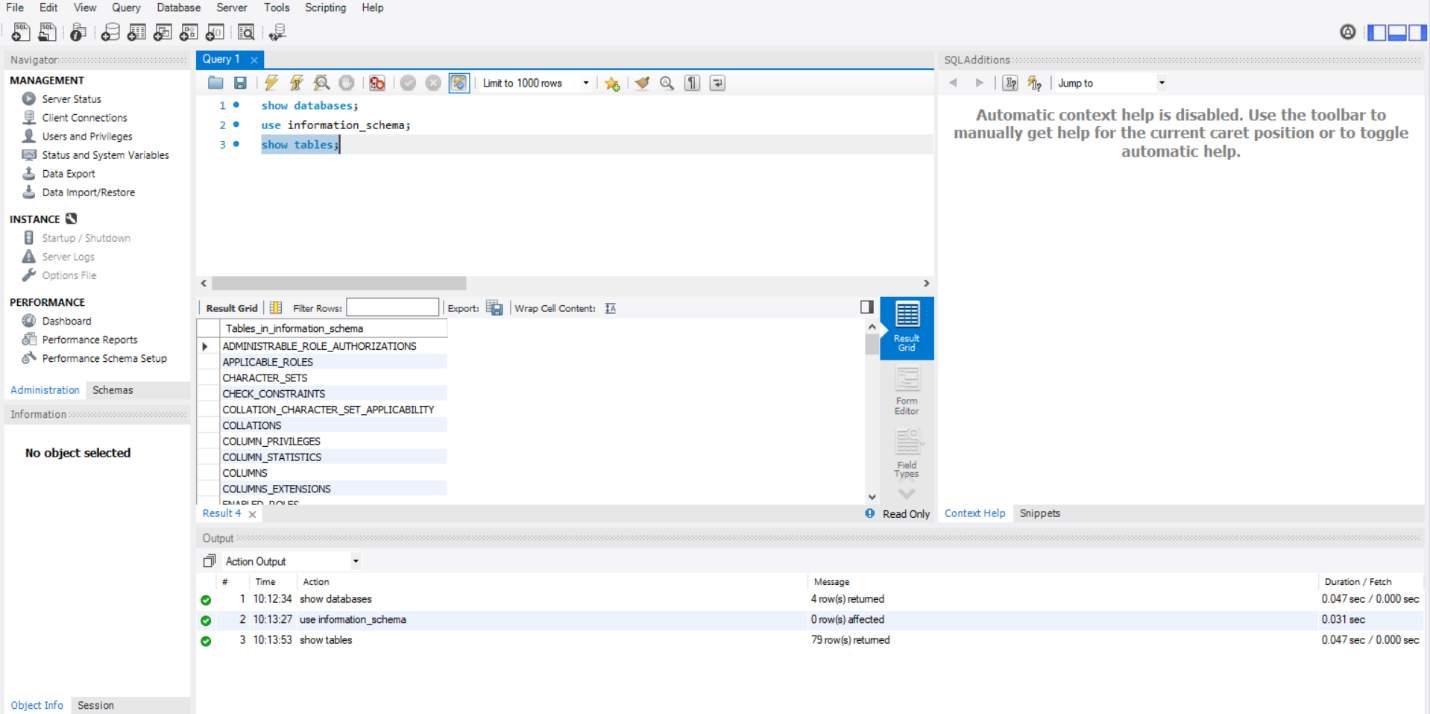 File Edit View Query Database Server Tools Scripting Help
Navigator
MANAGEMENT
Server Status
Client Connections
Users and Privileges
Status and System Variables
Data Export
Data Import/Restore
INSTANCE
Startup / Shutdown
Server Logs
Options File
PERFORMANCE
Dashboard
Performance Reports
Performance Schema Setup
Administration Schemas
Information
No object selected
Object Info Session
Query 1
Limit to 1000 rows
1 show databases;
2 use information_schema;
3 show tables;
Result Grid Filter Rows: Export: Wrap Cell Content:
Tables_in_information_schema
ADMINISTRABLE_ROLE_AUTHORIZATIONS
APPLICABLE_ROLES
CHARACTER_SETS
CHECK_CONSTRAINTS
COLLATION_CHARACTER_SET_APPLICABILITY
COLLATIONS
COLUMN_PRIVILEGES
COLUMN_STATISTICS
COLUMNS
COLUMNS_EXTENSIONS
ENABLED_ROLES
Result
Grid
Form
Editor
Field
Types
Result 4 Read Only
SQLAdditions
Jump to
Automatic context help is disabled. Use the toolbar to
manually get help for the current caret position or to toggle
automatic help.
Context Help Snippets
Output
Action Output
# Time Action Message Duration / Fetch
1 10:12:34 show databases 4 row(s) returned 0.047 sec / 0.000 sec
2 10:13:27 use information_schema 0 row(s) affected 0.031 sec
3 10:13:53 show tables 79 row(s) returned 0.047 sec / 0.000 sec